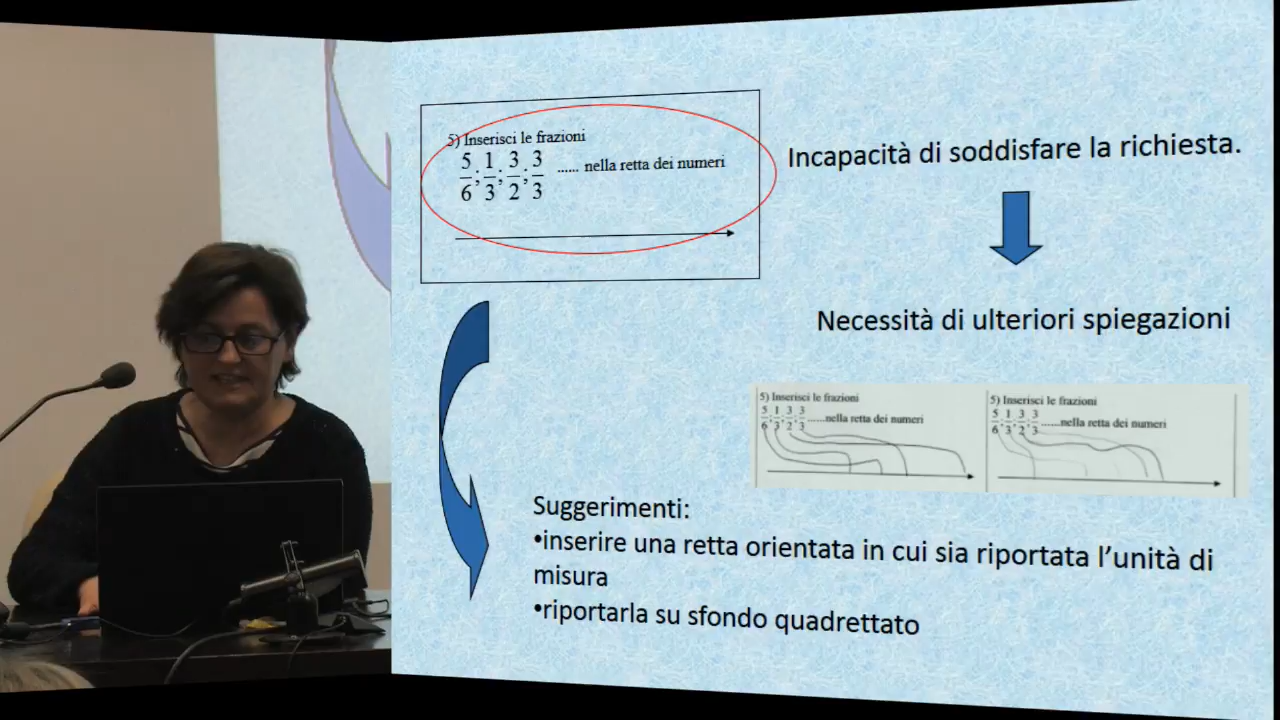 5) Inserisci le frazioni
5/6 ; 1/3 ; 3/2 ; 3/3 ...... nella retta dei numeri
Incapacità di soddisfare la richiesta.
Necessità di ulteriori spiegazioni
5) Inserisci le frazioni
5/6 ; 1/3 ; 3/2 ; 3/3 ......nella retta dei numeri
5) Inserisci le frazioni
5/6 ; 1/3 ; 3/2 ; 3/3 ......nella retta dei numeri
Suggerimenti:
•inserire una retta orientata in cui sia riportata l’unità di
misura
•riportarla su sfondo quadrettato